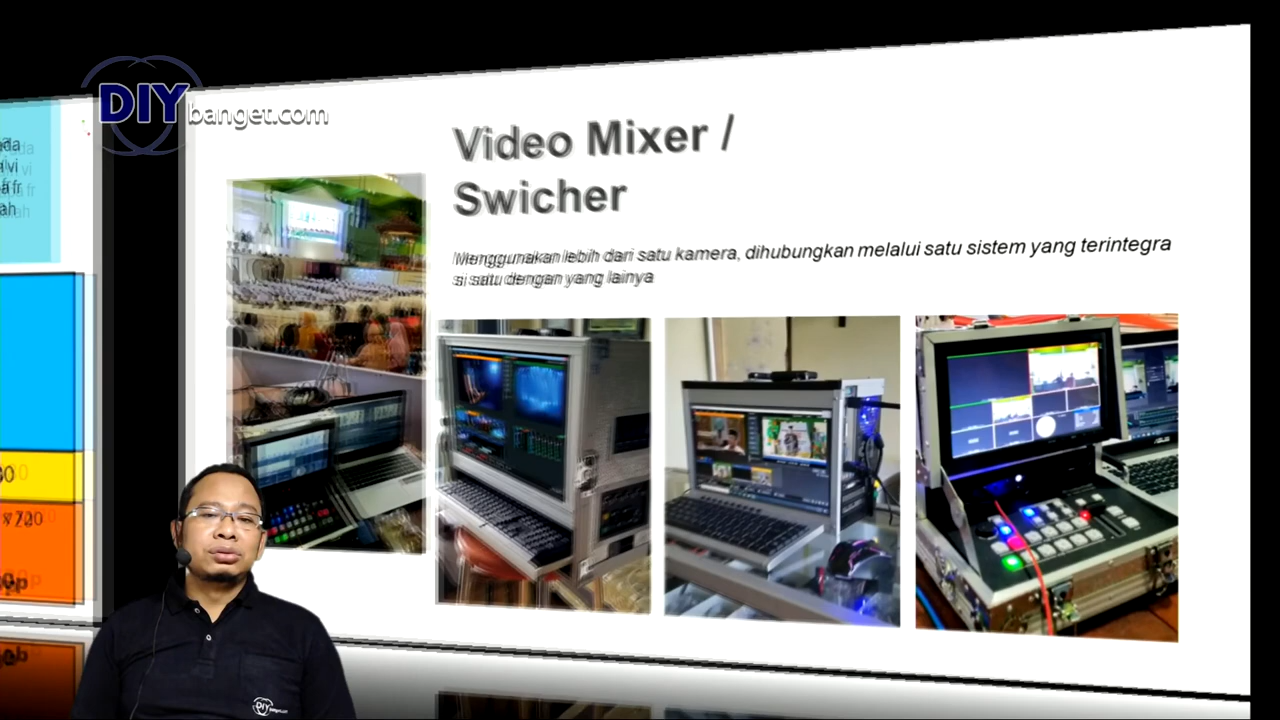 DIY
banget.com
Video Mixer /
Swicher
Menggunakan lebih dari satu kamera, dihubungkan melalui satu sistem yang terintegra
si, satu dengan yang lainya
DIY